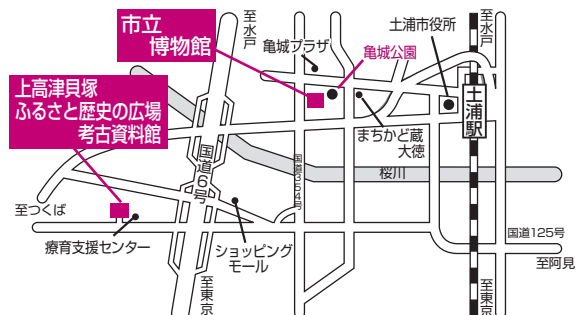 至水戸
市立
博物館
亀城プラザ
亀城公園
土浦市役所
至水戸
上高津貝塚
ふるさと歴史の広場
考古資料館
まちかど蔵
大徳
土浦駅
国道6号
国道354号
桜川
至つくば
療育支援センター
ショッピング
モール
国道125号
至阿見
至東京
至東京